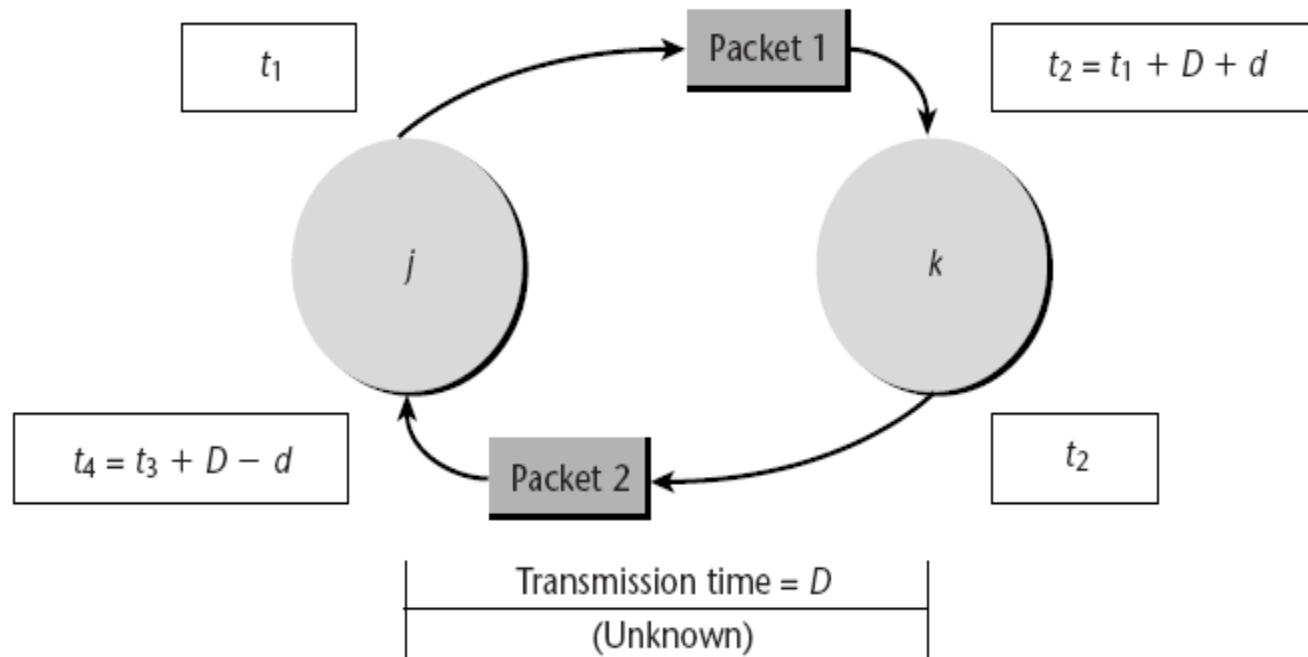 t₁
Packet 1
t₂ = t₁ + D + d
j
k
t₄ = t₃ + D − d
Packet 2
t₂
Transmission time = D
(Unknown)